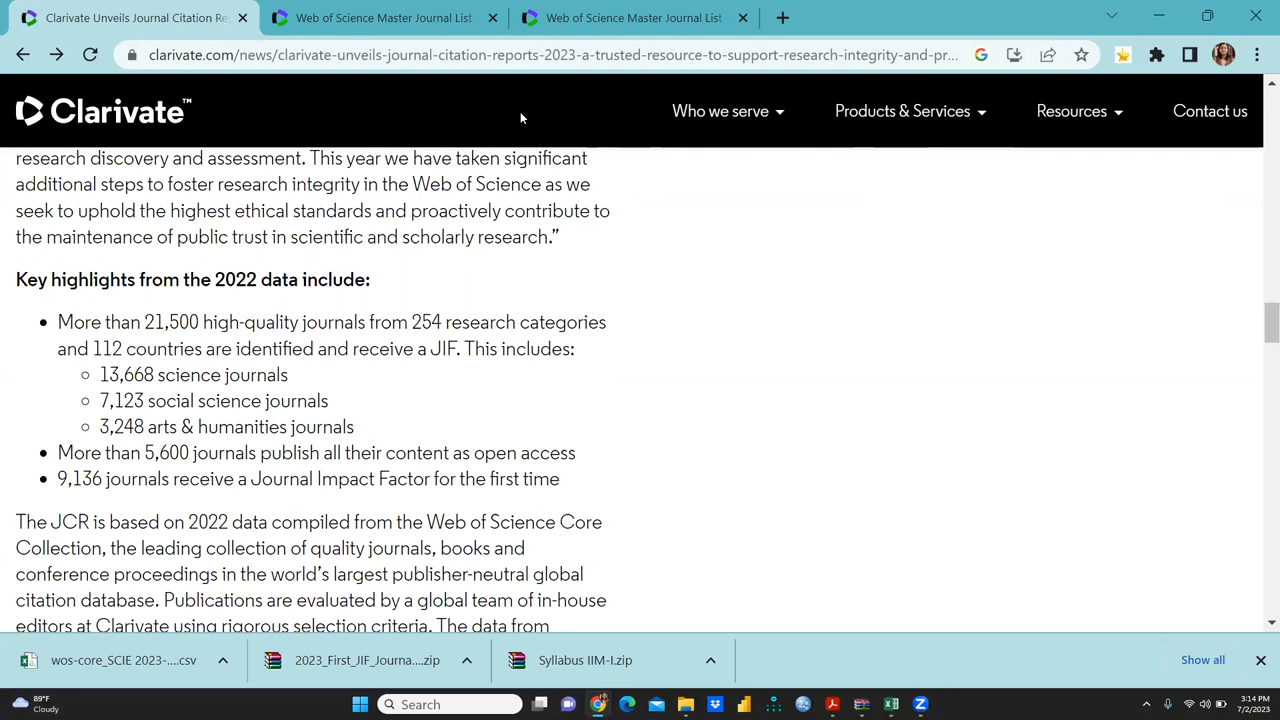 Clarivate Unveils Journal Citation Re
Web of Science Master Journal List -
Web of Science Master Journal List -
clarivate.com/news/clarivate-unveils-journal-citation-reports-2023-a-trusted-resource-to-support-research-integrity-and-pr...
Clarivate™
Who we serve
Products & Services
Resources
Contact us
research discovery and assessment. This year we have taken significant
additional steps to foster research integrity in the Web of Science as we
seek to uphold the highest ethical standards and proactively contribute to
the maintenance of public trust in scientific and scholarly research.”
Key highlights from the 2022 data include:
• More than 21,500 high-quality journals from 254 research categories
and 112 countries are identified and receive a JIF. This includes:
13,668 science journals
7,123 social science journals
3,248 arts & humanities journals
• More than 5,600 journals publish all their content as open access
• 9,136 journals receive a Journal Impact Factor for the first time
The JCR is based on 2022 data compiled from the Web of Science Core
Collection, the leading collection of quality journals, books and
conference proceedings in the world’s largest publisher-neutral global
citation database. Publications are evaluated by a global team of in-house
editors at Clarivate using rigorous selection criteria. The data from
wos-core_SCIE 2023-....csv
2023_First_JIF_Journa....zip
Syllabus IIM-I.zip
Show all
89°F
Cloudy
Search
3:14 PM
7/2/2023